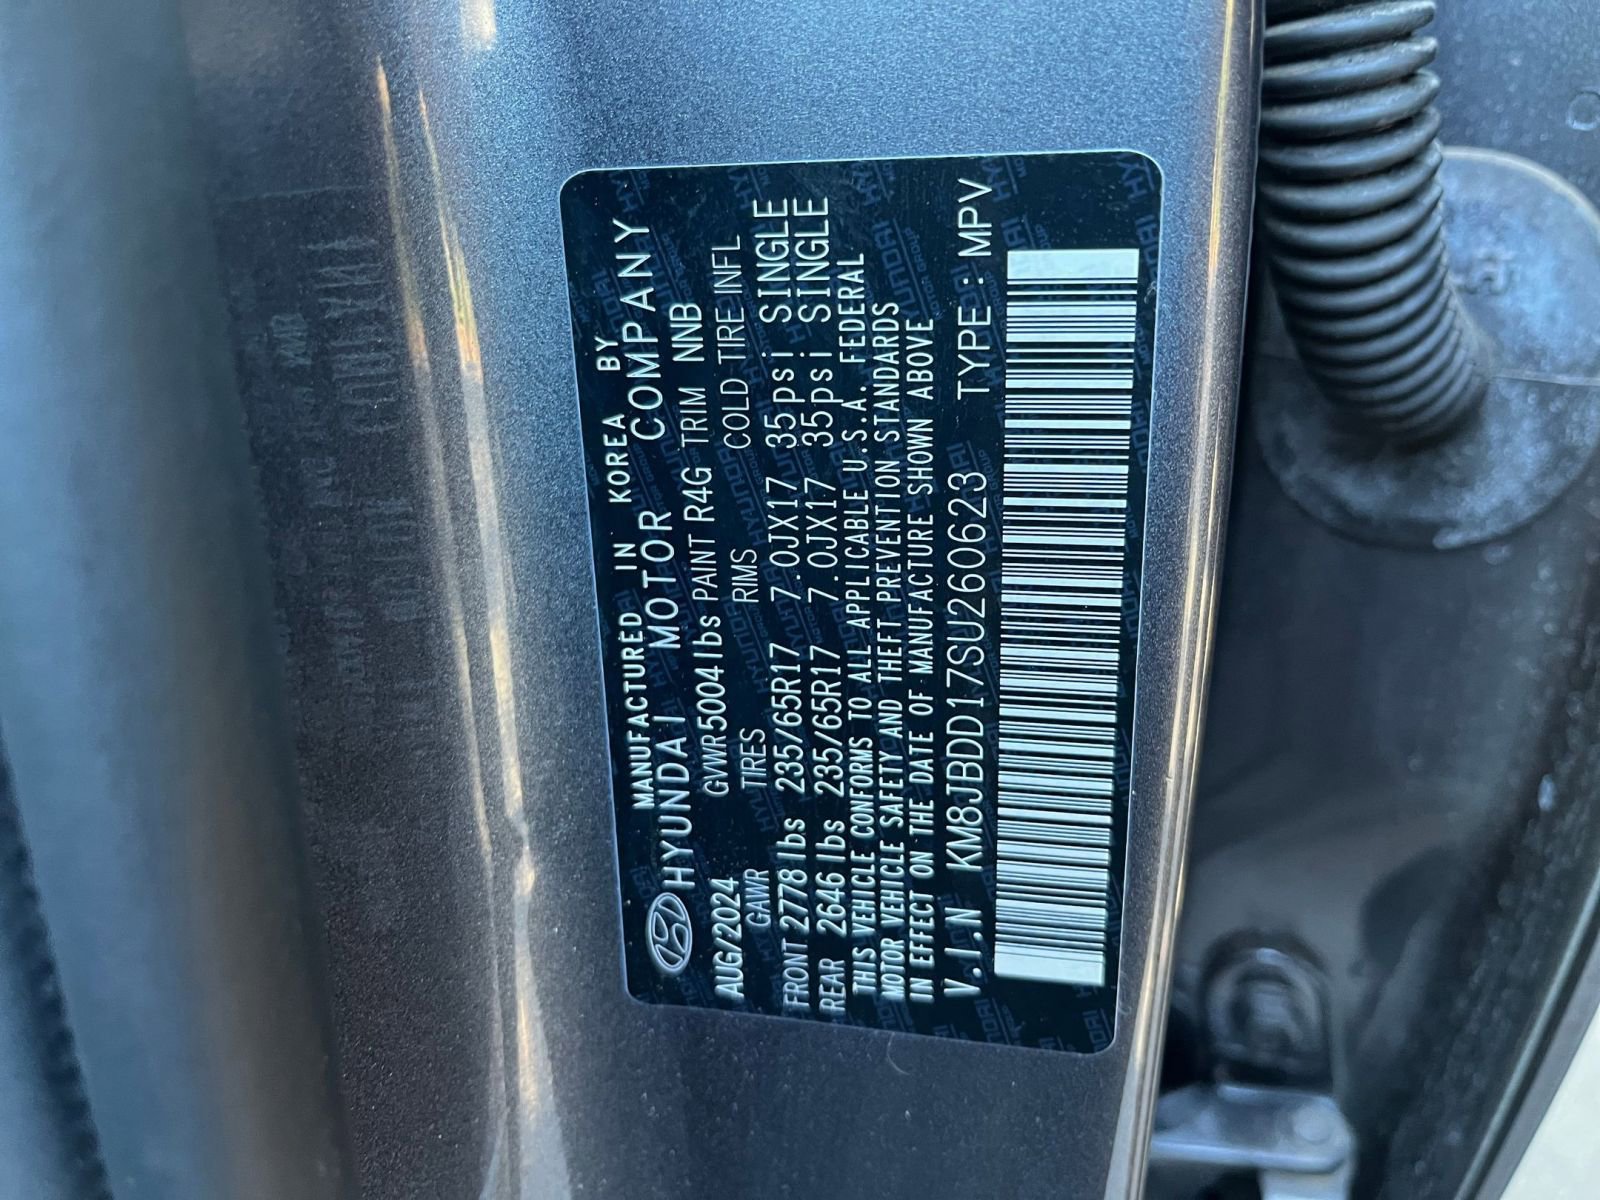 MANUFACTURED IN KOREA BY
HYUNDAI MOTOR COMPANY
AUG/2024 GVWR 5004lbs PAINT R4G TRIM NNB
GAWR TIRES RIMS COLD TIRE INFL
FRONT 2778 lbs 235/65R17 7.0JX17 35psi SINGLE
REAR 2646 lbs 235/65R17 7.0JX17 35psi SINGLE
THIS VEHICLE CONFORMS TO ALL APPLICABLE U.S.A. FEDERAL
MOTOR VEHICLE SAFETY AND THEFT PREVENTION STANDARDS
IN EFFECT ON THE DATE OF MANUFACTURE SHOWN ABOVE
V.I.N KM8JBDD17SU260623 TYPE : MPV